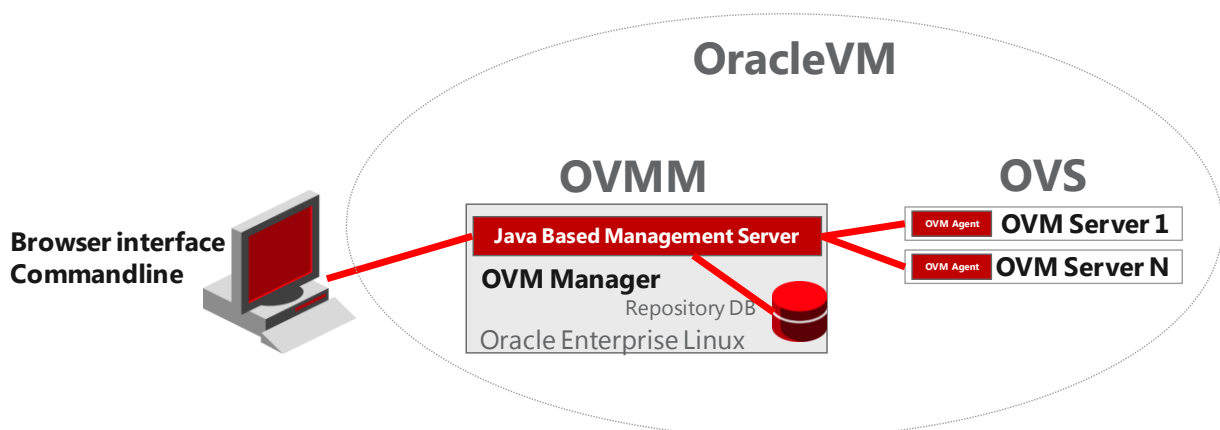 OracleVM
OVMM
OVS
Browser interface
Commandline
Java Based Management Server
OVM Manager
Repository DB
Oracle Enterprise Linux
OVM Agent OVM Server 1
OVM Agent OVM Server N